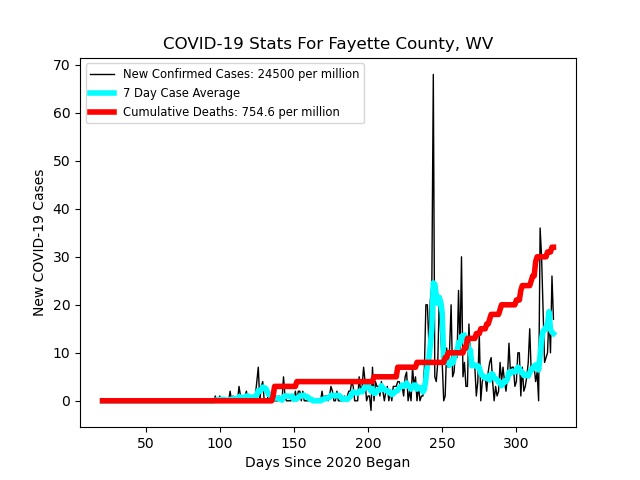 COVID-19 Stats For Fayette County, WV
New Confirmed Cases: 24500 per million
7 Day Case Average
Cumulative Deaths: 754.6 per million
New COVID-19 Cases
70
60
50
40
30
20
10
0
50 100 150 200 250 300
Days Since 2020 Began